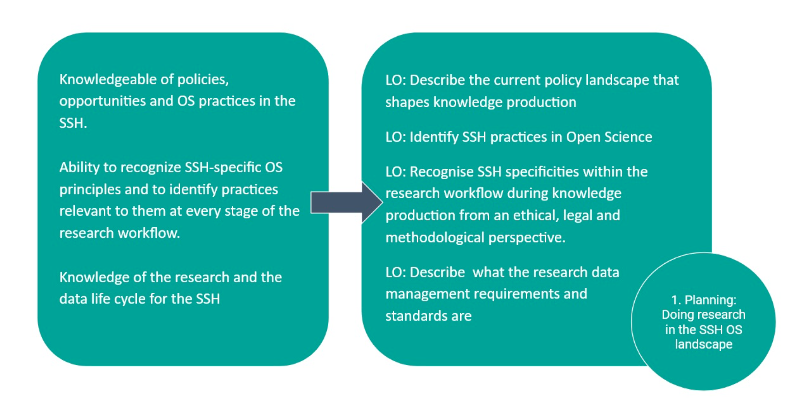 Knowledgeable of policies,
opportunities and OS practices in the
SSH.
Ability to recognize SSH-specific OS
principles and to identify practices
relevant to them at every stage of the
research workflow.
Knowledge of the research and the
data life cycle for the SSH
LO: Describe the current policy landscape that
shapes knowledge production
LO: Identify SSH practices in Open Science
LO: Recognise SSH specificities within the
research workflow during knowledge
production from an ethical, legal and
methodological perspective.
LO: Describe  what the research data
management requirements and
standards are
1. Planning:
Doing research
in the SSH OS
landscape